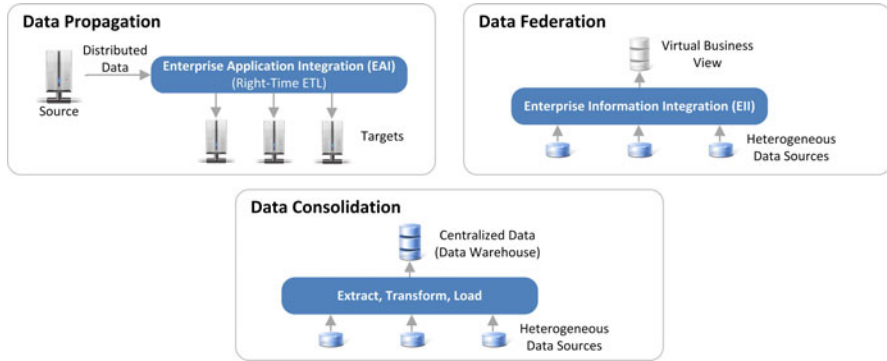 Data Propagation
Distributed
Data
Source
Enterprise Application Integration (EAI)
(Right-Time ETL)
Targets
Data Federation
Virtual Business
View
Enterprise Information Integration (EII)
Heterogeneous
Data Sources
Data Consolidation
Centralized Data
(Data Warehouse)
Extract, Transform, Load
Heterogeneous
Data Sources